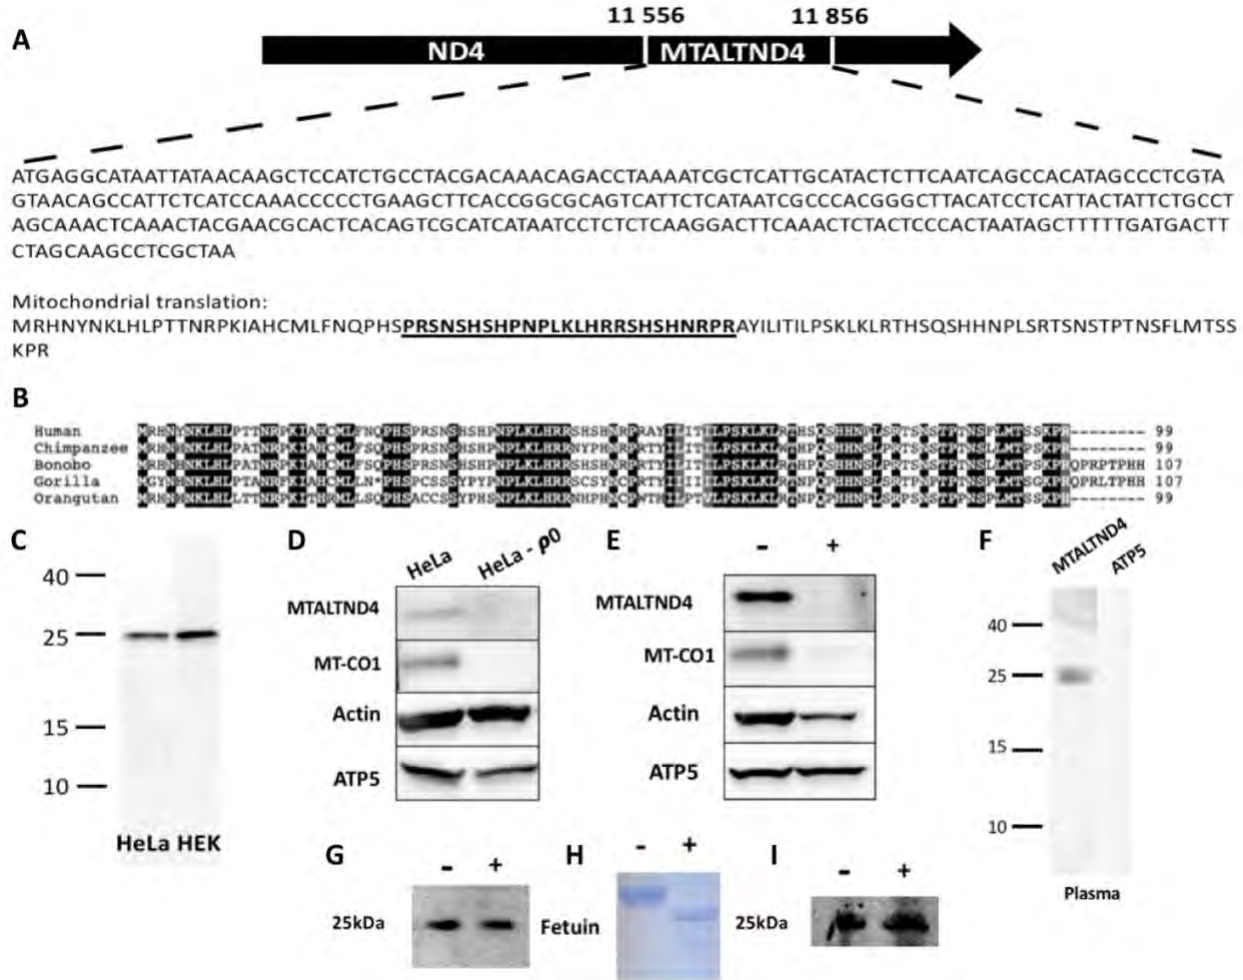 A
11 556
11 856
ND4
MTALTND4
ATGAGGCATAATTATAACAAGCTCCATCTGCCTACGACAAACAGACCTAAAATCGCTCATTGCATACTCTTCAATCAGCCACATAGCCCTCGTA
GTAACAGCCATTCTCATCCAAACCCCCTGAAGCTTCACCGGCGCAGTCATTCTCATAATCGCCCACGGGCTTACATCCTCATTACTATTCTGCCT
AGCAAACTCAAACTACGAACGCACTCACAGTCGCATCATAATCCTCTCTCAAGGACTTCAAACTCTACTCCCACTAATAGCTTTTTGATGACTT
CTAGCAAGCCTCGCTAA
Mitochondrial translation:
MRHNYNKLHLPTTNRPKIAHCMLFNQPHSPRSNSHSHPNPLKLHRRSHSHNRPRAYILITILPSKLKLRTHSQSHHNPLSRTSNSTPTNSFLMTSS
KPR
B
Human
99
Chimpanzee
99
Bonobo
QPRPTPHH 107
Gorilla
QPRLTPHH 107
Orangutan
99
C
40
25
15
10
HeLa HEK
D
HeLa
HeLa - ρ0
MTALTND4
MT-CO1
Actin
ATP5
E
- +
MTALTND4
MT-CO1
Actin
ATP5
F
MTALTND4
ATP5
40
25
15
10
Plasma
G
- +
25kDa
H
- +
Fetuin
I
- +
25kDa